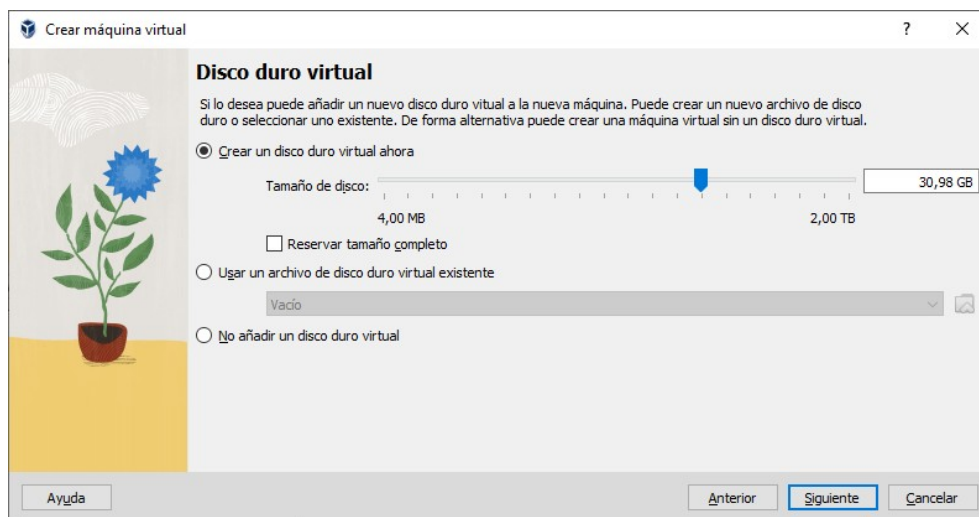 Crear máquina virtual
Disco duro virtual
Si lo desea puede añadir un nuevo disco duro vitual a la nueva máquina. Puede crear un nuevo archivo de disco
duro o seleccionar uno existente. De forma alternativa puede crear una máquina virtual sin un disco duro virtual.
Crear un disco duro virtual ahora
Tamaño de disco:
30,98 GB
4,00 MB
2,00 TB
Reservar tamaño completo
Usar un archivo de disco duro virtual existente
Vacío
No añadir un disco duro virtual
Ayuda
Anterior
Siguiente
Cancelar